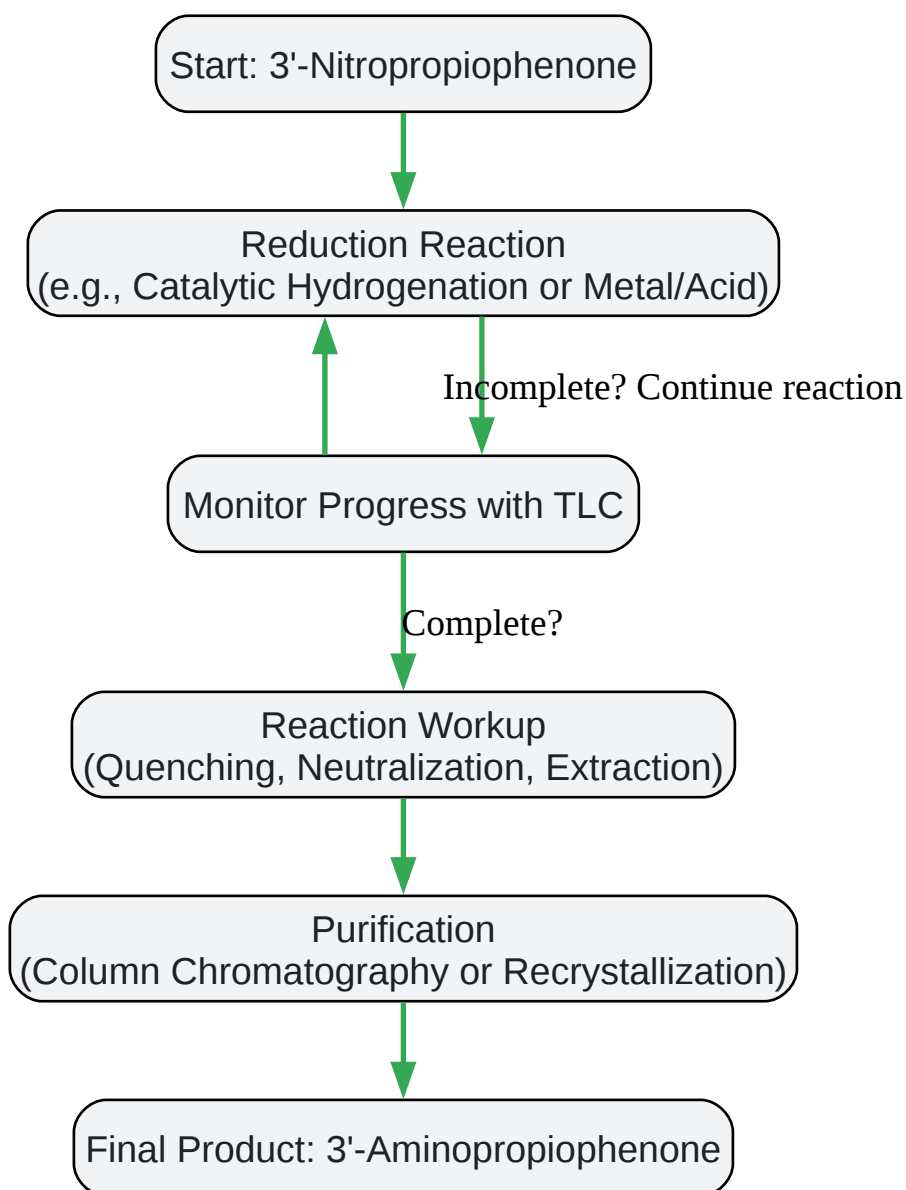 Start: 3'-Nitropropiophenone
Reduction Reaction
(e.g., Catalytic Hydrogenation or Metal/Acid)
Incomplete? Continue reaction
Monitor Progress with TLC
Complete?
Reaction Workup
(Quenching, Neutralization, Extraction)
Purification
(Column Chromatography or Recrystallization)
Final Product: 3'-Aminopropiophenone